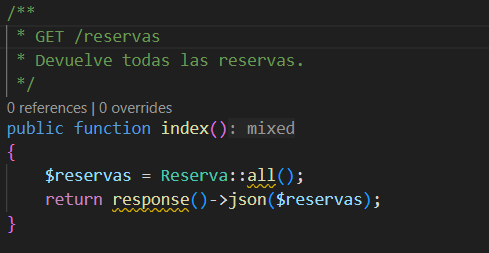 /**
 * GET /reservas
 * Devuelve todas las reservas.
 */
0 references | 0 overrides
public function index(): mixed
{
    $reservas = Reserva::all();
    return response()->json($reservas);
}